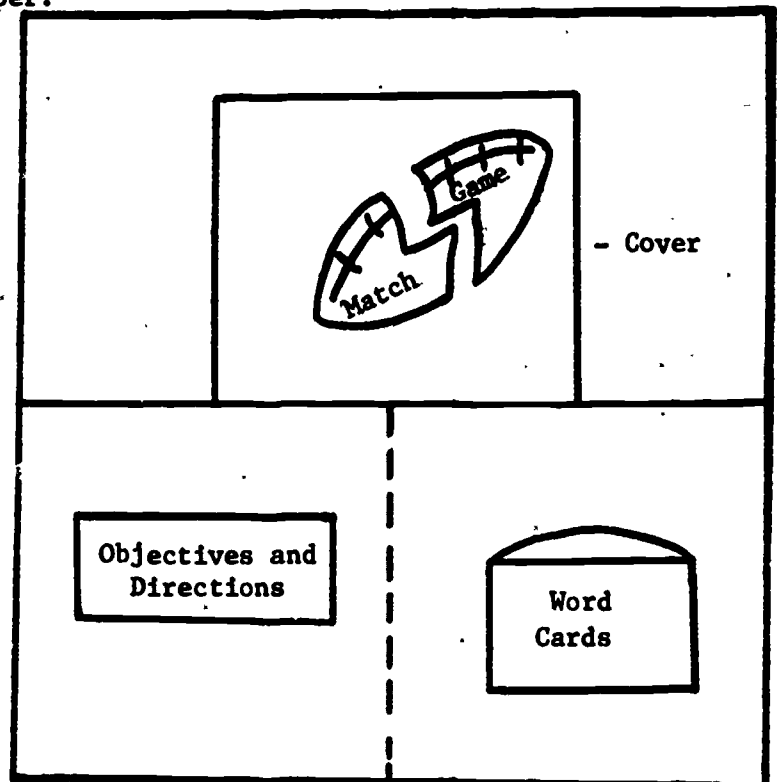 Game
Match
- Cover
Objectives and
Directions
Word
Cards